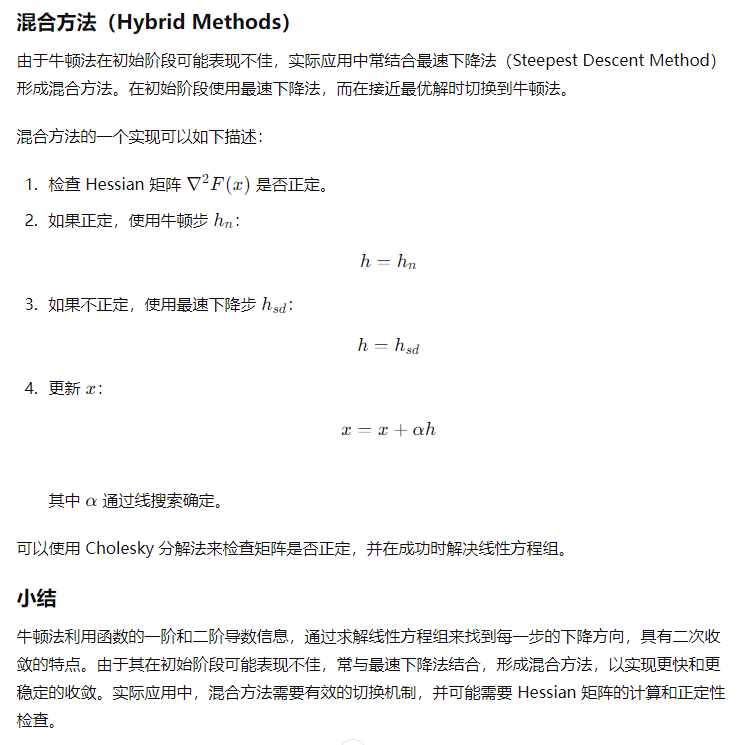 混合方法（Hybrid Methods）
由于牛顿法在初始阶段可能表现不佳，实际应用中常结合最速下降法（Steepest Descent Method）
形成混合方法。在初始阶段使用最速下降法，而在接近最优解时切换到牛顿法。
混合方法的一个实现可以如下描述：
1. 检查 Hessian 矩阵 ∇²F(x) 是否正定。
2. 如果正定，使用牛顿步 hₙ：
h = hₙ
3. 如果不正定，使用最速下降步 h_{sd}：
h = h_{sd}
4. 更新 x：
x = x + αh
其中 α 通过线搜索确定。
可以使用 Cholesky 分解法来检查矩阵是否正定，并在成功时解决线性方程组。
小结
牛顿法利用函数的一阶和二阶导数信息，通过求解线性方程组来找到每一步的下降方向，具有二次收
敛的特点。由于其在初始阶段可能表现不佳，常与最速下降法结合，形成混合方法，以实现更快和更
稳定的收敛。实际应用中，混合方法需要有效的切换机制，并可能需要 Hessian 矩阵的计算和正定性
检查。